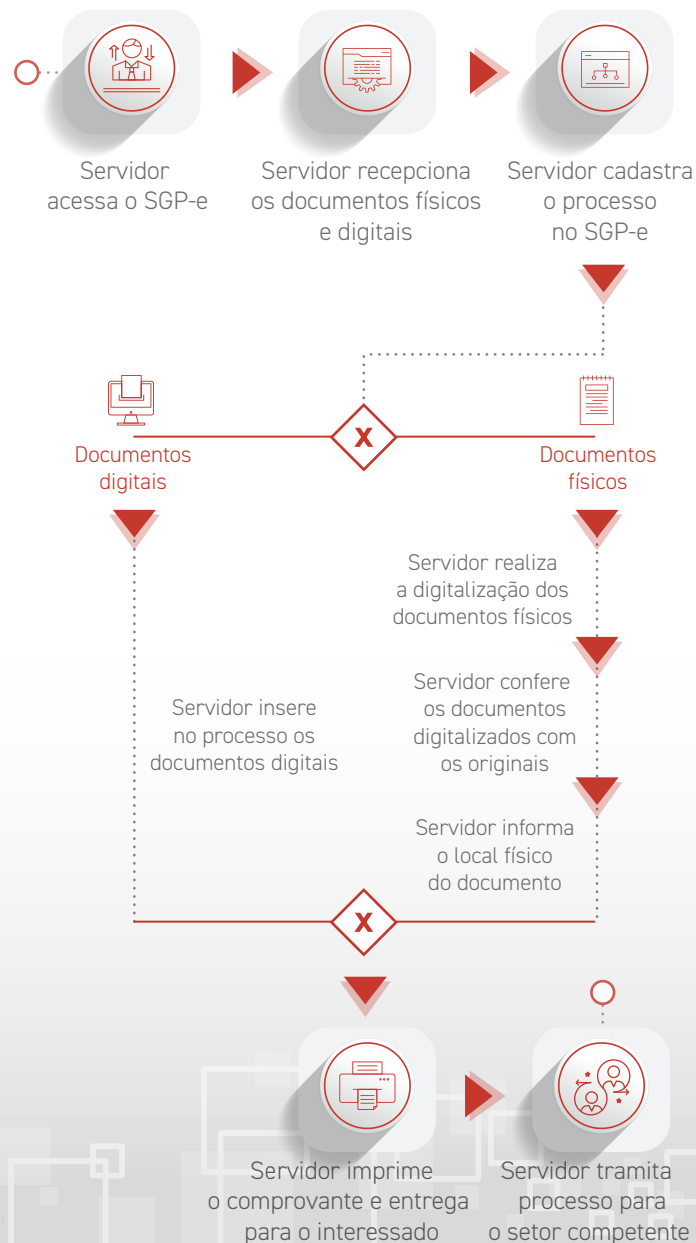 Servidor
acessa o SGP-e
Servidor recepciona
os documentos físicos
e digitais
Servidor cadastra
o processo
no SGP-e
X
Documentos
digitais
Documentos
físicos
Servidor realiza
a digitalização dos
documentos físicos
Servidor insere
no processo os
documentos digitais
Servidor confere
os documentos
digitalizados com
os originais
Servidor informa
o local físico
do documento
X
Servidor imprime
o comprovante e entrega
para o interessado
Servidor tramita
processo para
o setor competente